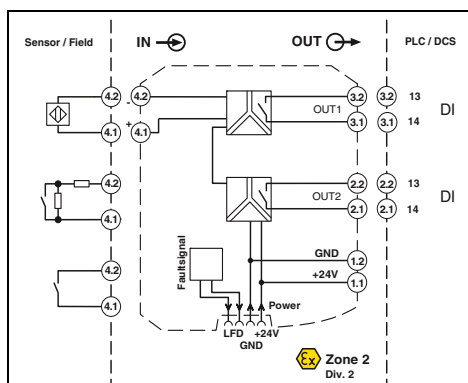 Sensor / Field IN OUT PLC / DCS
4.2 4.2 3.2 3.2 13
- OUT1 DI
4.1 + 4.1 3.1 3.1 14
4.2 2.2 2.2 13
OUT2 DI
4.1 2.1 2.1 14
Faultsignal
GND 1.2
4.2
+24V 1.1
4.1 Power
LFD +24V
GND
Ex Zone 2
Div. 2